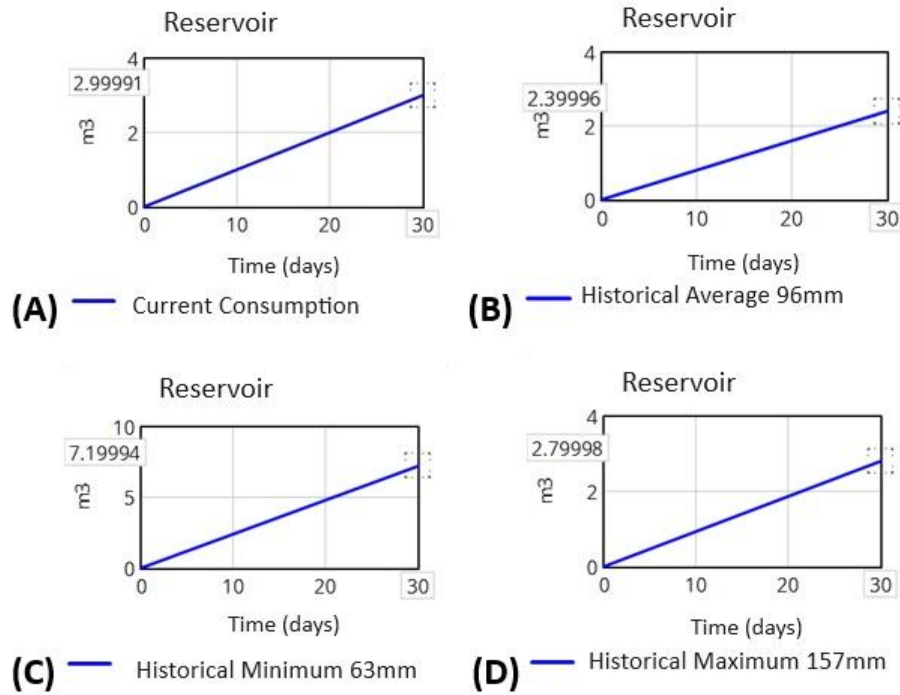 Reservoir
4
2.99991
m3
2
0
0 10 20 30
Time (days)
(A) Current Consumption
Reservoir
4
2.39996
m3
2
0
0 10 20 30
Time (days)
(B) Historical Average 96mm
Reservoir
10
7.19994
m3
5
0
0 10 20 30
Time (days)
(C) Historical Minimum 63mm
Reservoir
4
2.79998
m3
2
0
0 10 20 30
Time (days)
(D) Historical Maximum 157mm